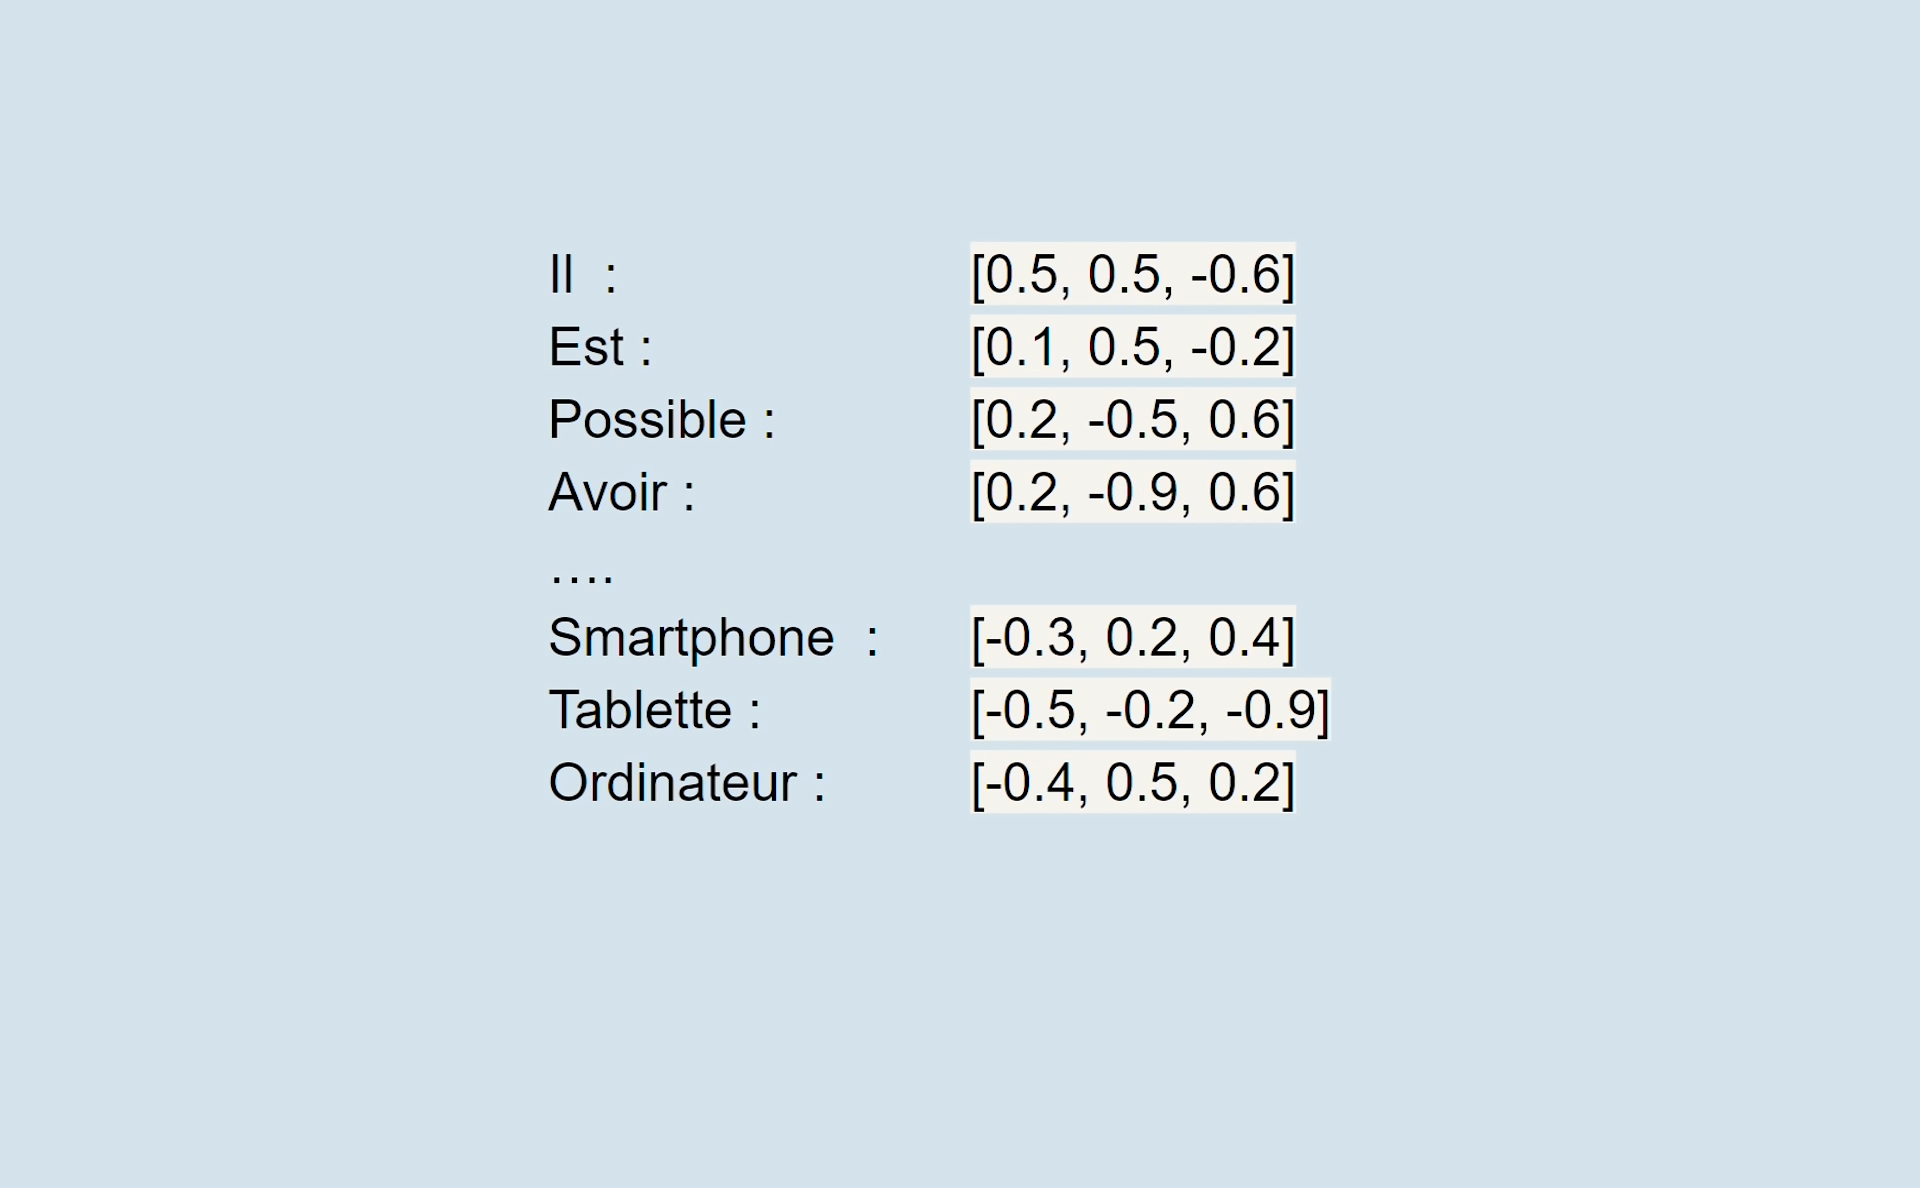 Il : [0.5, 0.5, -0.6]
Est : [0.1, 0.5, -0.2]
Possible : [0.2, -0.5, 0.6]
Avoir : [0.2, -0.9, 0.6]
….
Smartphone : [-0.3, 0.2, 0.4]
Tablette : [-0.5, -0.2, -0.9]
Ordinateur : [-0.4, 0.5, 0.2]